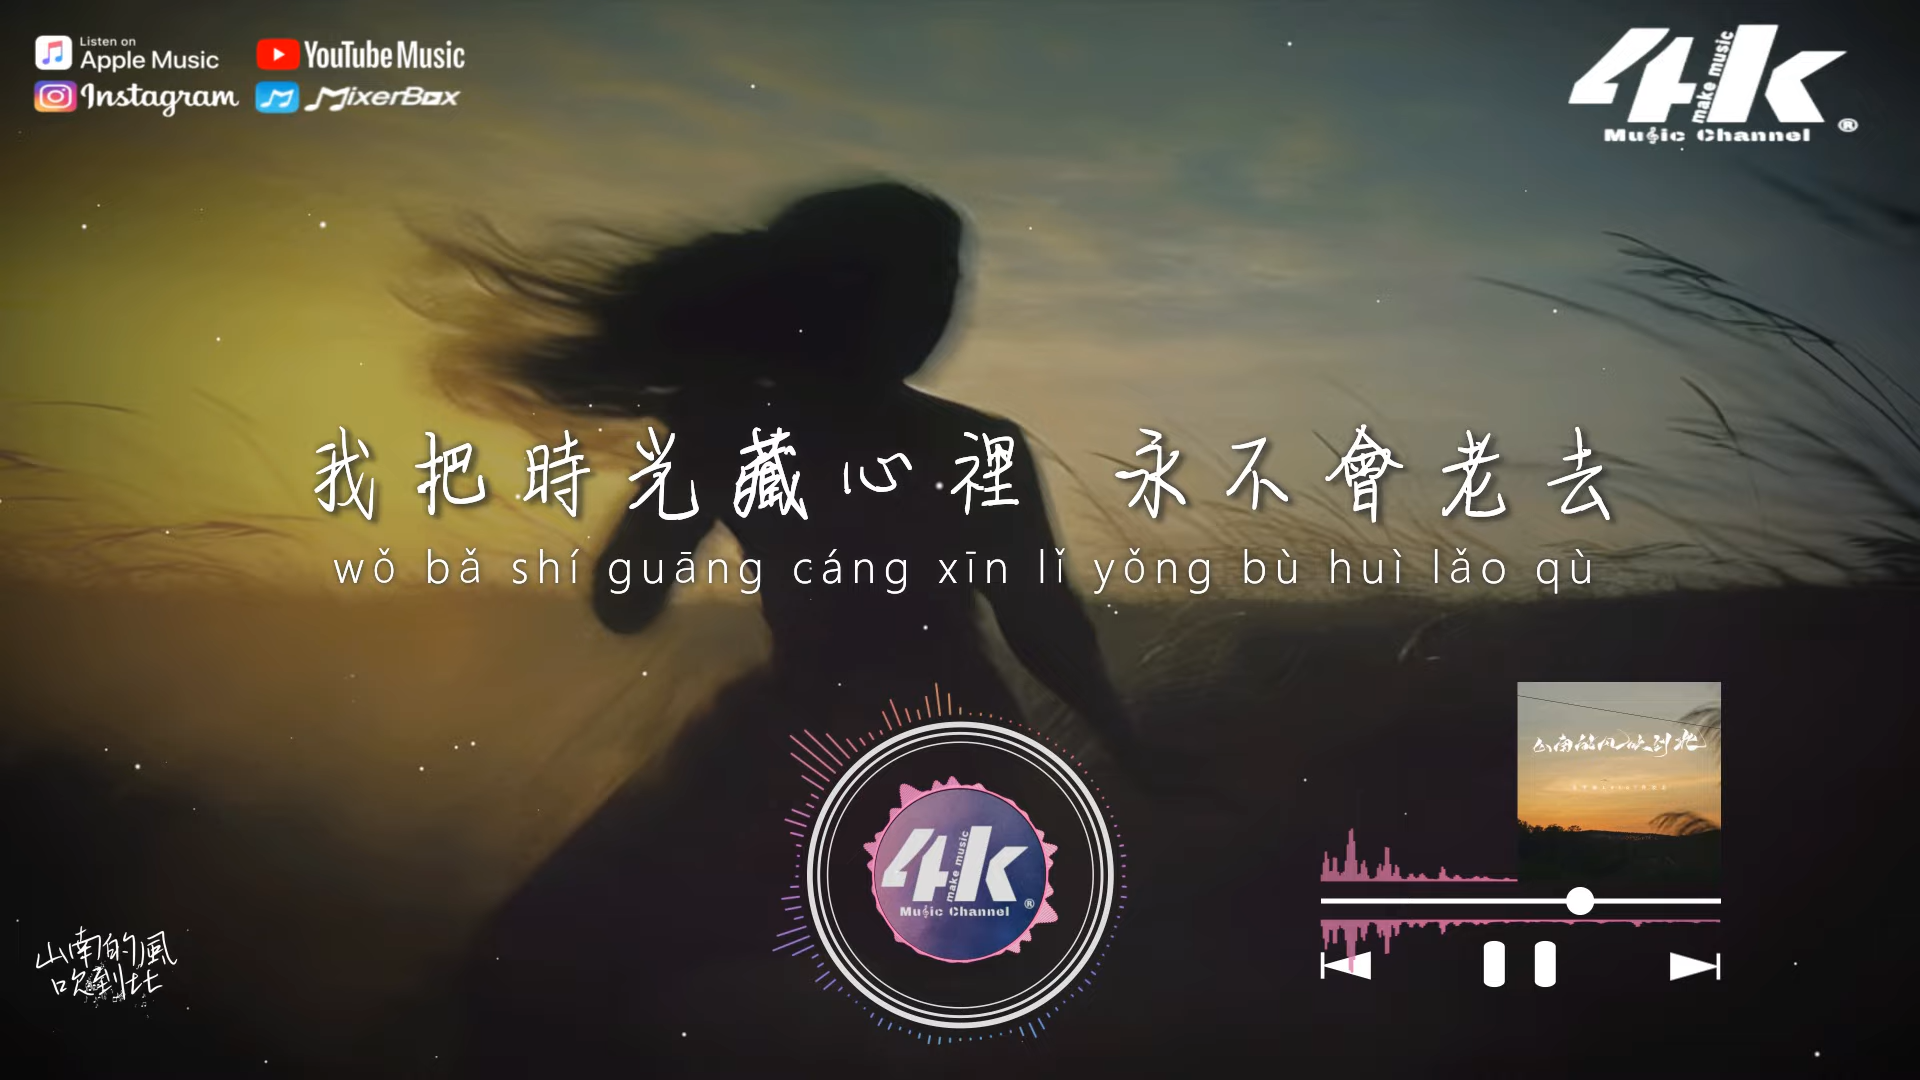 Listen on
Apple Music
YouTube Music
Instagram
MixerBox
4k
make music
Music Channel
®
我把時光藏心裡 永不會老去
wǒ bǎ shí guāng cáng xīn lǐ yǒng bù huì lǎo qù
山南的风吹到北
4k
make music
Music Channel
®
山南的風
吹到北